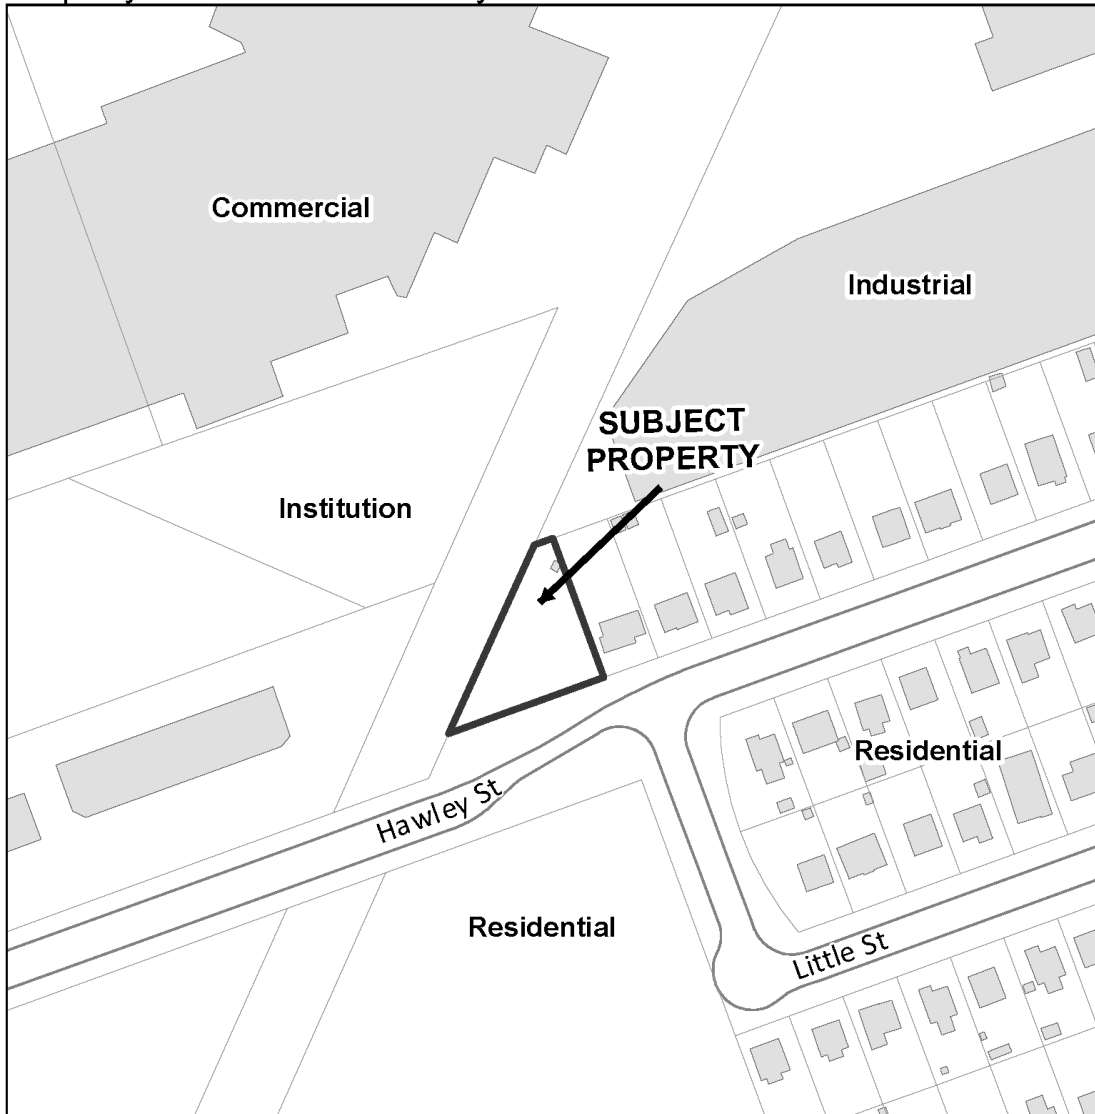 Commercial
Industrial
SUBJECT
PROPERTY
Institution
Residential
Hawley St
Residential
Little St